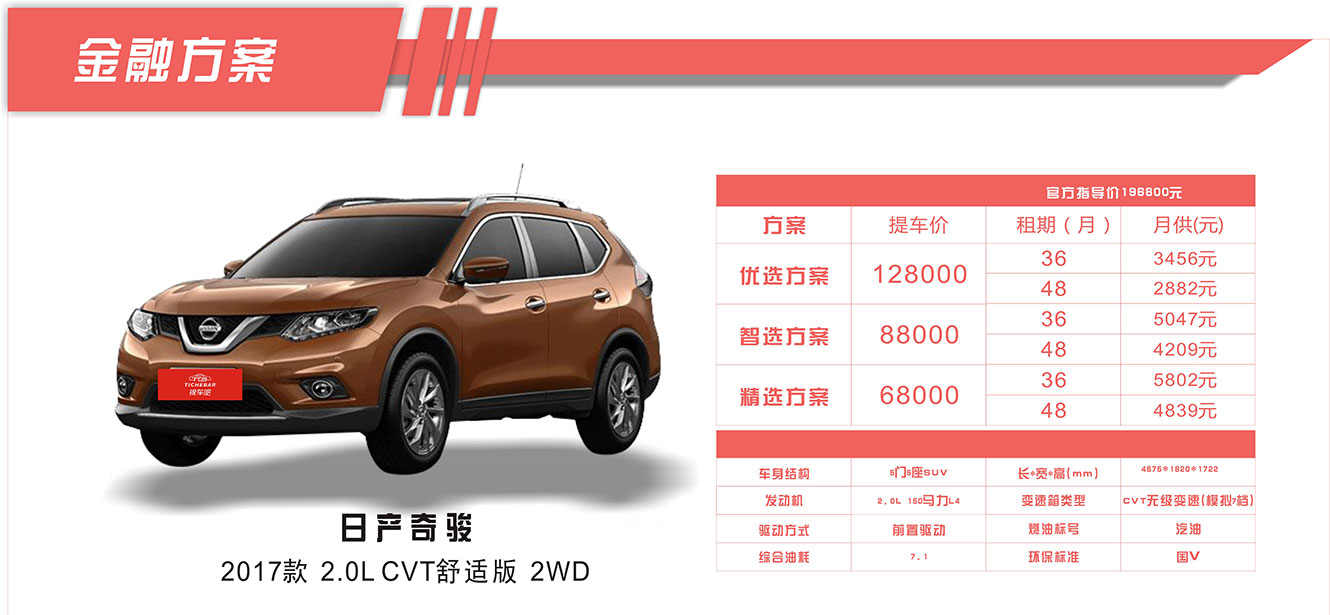 金融方案
官方指导价196800元
方案 提车价 租期（月） 月供(元)
优选方案 128000 36 3456元
48 2882元
智选方案 88000 36 5047元
48 4209元
精选方案 68000 36 5802元
48 4839元
车身结构 5门5座SUV 长*宽*高(mm) 4675*1820*1722
发动机 2.0L 150马力L4 变速箱类型 CVT无级变速(模拟7档)
驱动方式 前置驱动 燃油标号 汽油
综合油耗 7.1 环保标准 国V
NISSAN
TICHEBAR
提车吧
日产奇骏
2017款 2.0L CVT舒适版 2WD